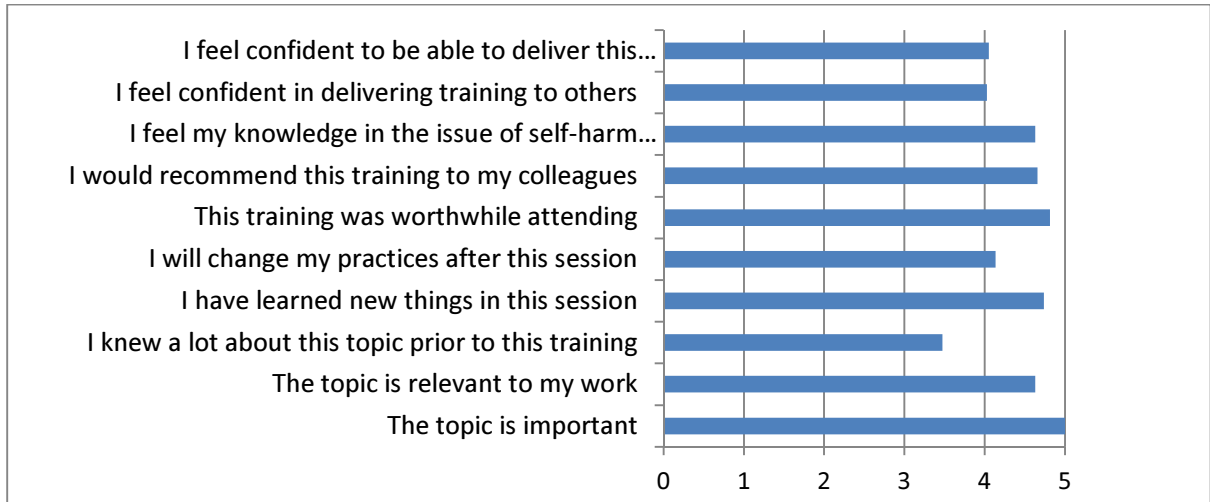 I feel confident to be able to deliver this…
I feel confident in delivering training to others
I feel my knowledge in the issue of self-harm…
I would recommend this training to my colleagues
This training was worthwhile attending
I will change my practices after this session
I have learned new things in this session
I knew a lot about this topic prior to this training
The topic is relevant to my work
The topic is important
0 1 2 3 4 5